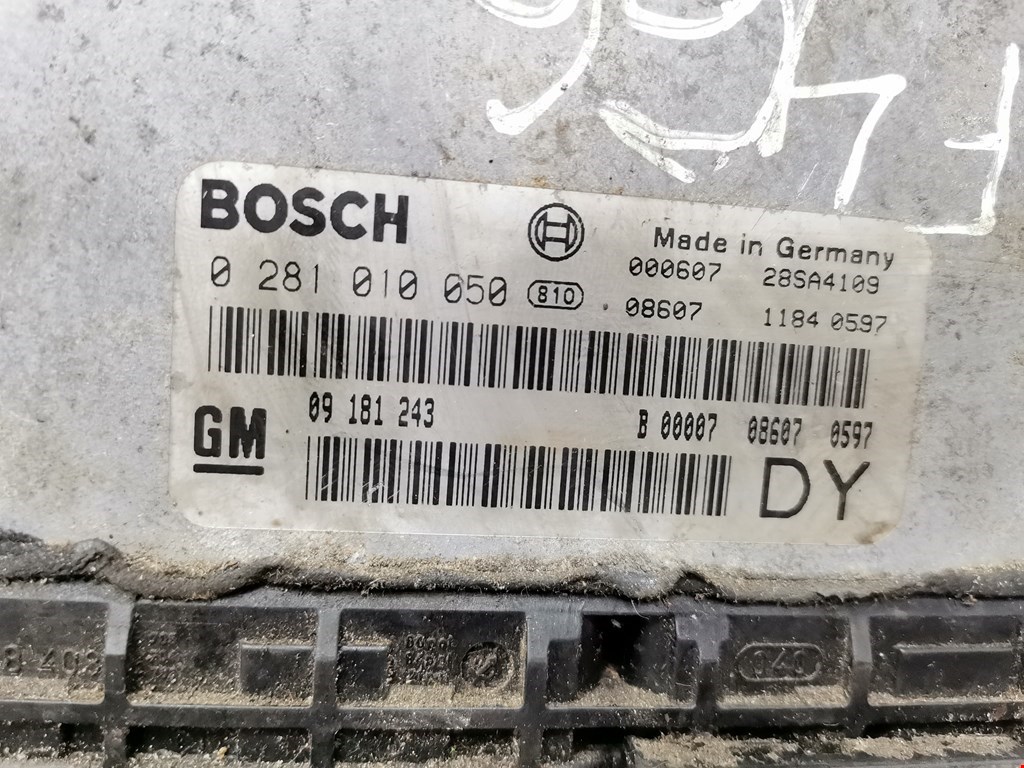 BOSCH
Made in Germany
0 281 010 050 810
000607 28SA4109
08607 1184 0597
GM
09 181 243 B 00007 08607 0597
DY
040